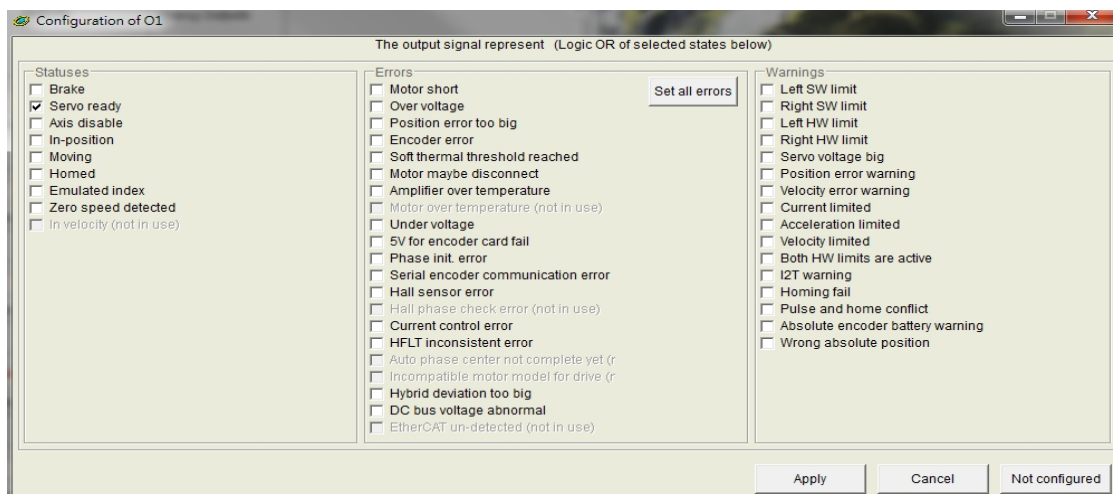 Configuration of O1
The output signal represent (Logic OR of selected states below)
Statuses
Brake
Servo ready
Axis disable
In-position
Moving
Homed
Emulated index
Zero speed detected
In velocity (not in use)
Errors
Set all errors
Motor short
Over voltage
Position error too big
Encoder error
Soft thermal threshold reached
Motor maybe disconnect
Amplifier over temperature
Motor over temperature (not in use)
Under voltage
5V for encoder card fail
Phase init. error
Serial encoder communication error
Hall sensor error
Hall phase check error (not in use)
Current control error
HFLT inconsistent error
Auto phase center not complete yet (r
Incompatible motor model for drive (r
Hybrid deviation too big
DC bus voltage abnormal
EtherCAT un-detected (not in use)
Warnings
Left SW limit
Right SW limit
Left HW limit
Right HW limit
Servo voltage big
Position error warning
Velocity error warning
Current limited
Acceleration limited
Velocity limited
Both HW limits are active
I2T warning
Homing fail
Pulse and home conflict
Absolute encoder battery warning
Wrong absolute position
Apply
Cancel
Not configured